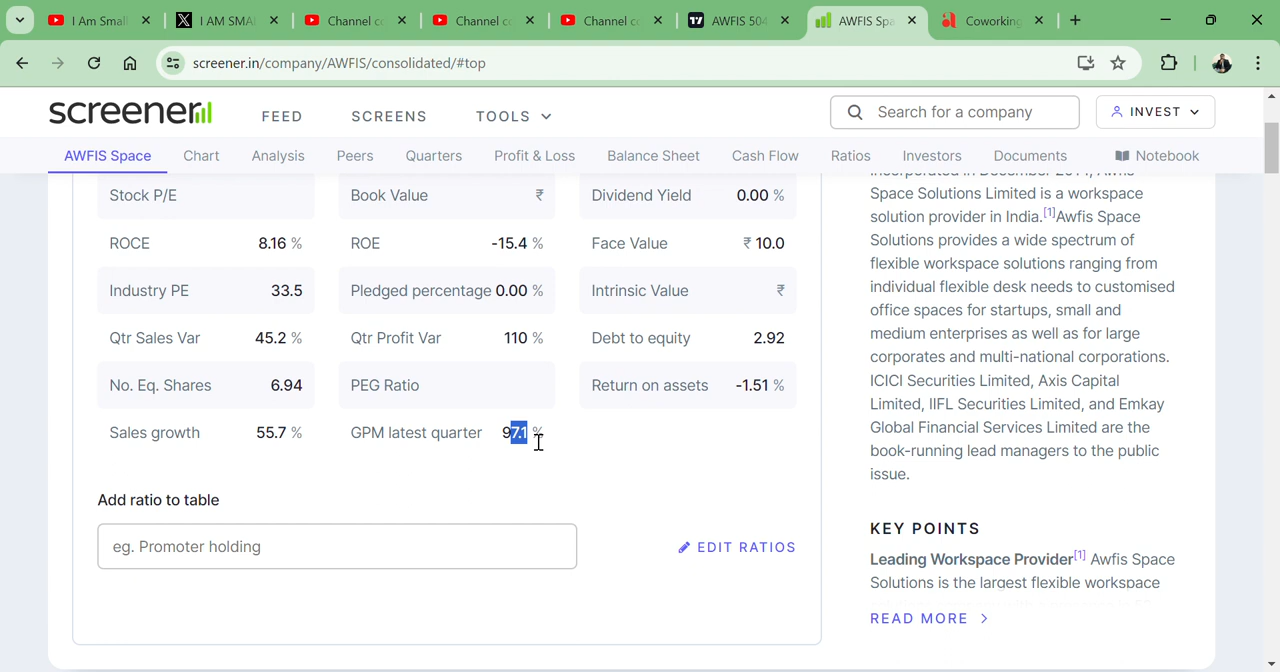 I Am Small
I AM SMA
Channel c
Channel c
Channel c
AWFIS 504
AWFIS Spa
Coworking
screener.in/company/AWFIS/consolidated/#top
screener
FEED
SCREENS
TOOLS
Search for a company
INVEST
AWFIS Space
Chart
Analysis
Peers
Quarters
Profit & Loss
Balance Sheet
Cash Flow
Ratios
Investors
Documents
Notebook
Stock P/E
Book Value ₹
Dividend Yield 0.00 %
ROCE 8.16 %
ROE -15.4 %
Face Value ₹ 10.0
Industry PE 33.5
Pledged percentage 0.00 %
Intrinsic Value ₹
Qtr Sales Var 45.2 %
Qtr Profit Var 110 %
Debt to equity 2.92
No. Eq. Shares 6.94
PEG Ratio
Return on assets -1.51 %
Sales growth 55.7 %
GPM latest quarter 97.1 %
Add ratio to table
eg. Promoter holding
EDIT RATIOS
Space Solutions Limited is a workspace
solution provider in India.[1]Awfis Space
Solutions provides a wide spectrum of
flexible workspace solutions ranging from
individual flexible desk needs to customised
office spaces for startups, small and
medium enterprises as well as for large
corporates and multi-national corporations.
ICICI Securities Limited, Axis Capital
Limited, IIFL Securities Limited, and Emkay
Global Financial Services Limited are the
book-running lead managers to the public
issue.
KEY POINTS
Leading Workspace Provider[1] Awfis Space
Solutions is the largest flexible workspace
READ MORE